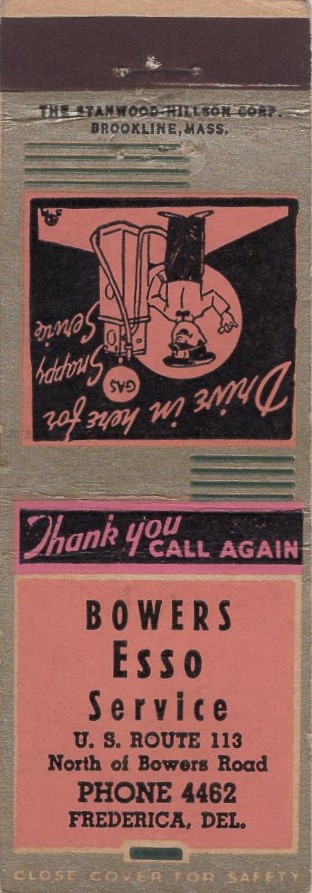 THE STANWOOD-HILLSON CORP.
BROOKLINE, MASS.
Drive in here for
Snappy
Servie
GAS
Thank you
CALL AGAIN
BOWERS
Esso
Service
U. S. ROUTE 113
North of Bowers Road
PHONE 4462
FREDERICA, DEL.
CLOSE COVER FOR SAFETY